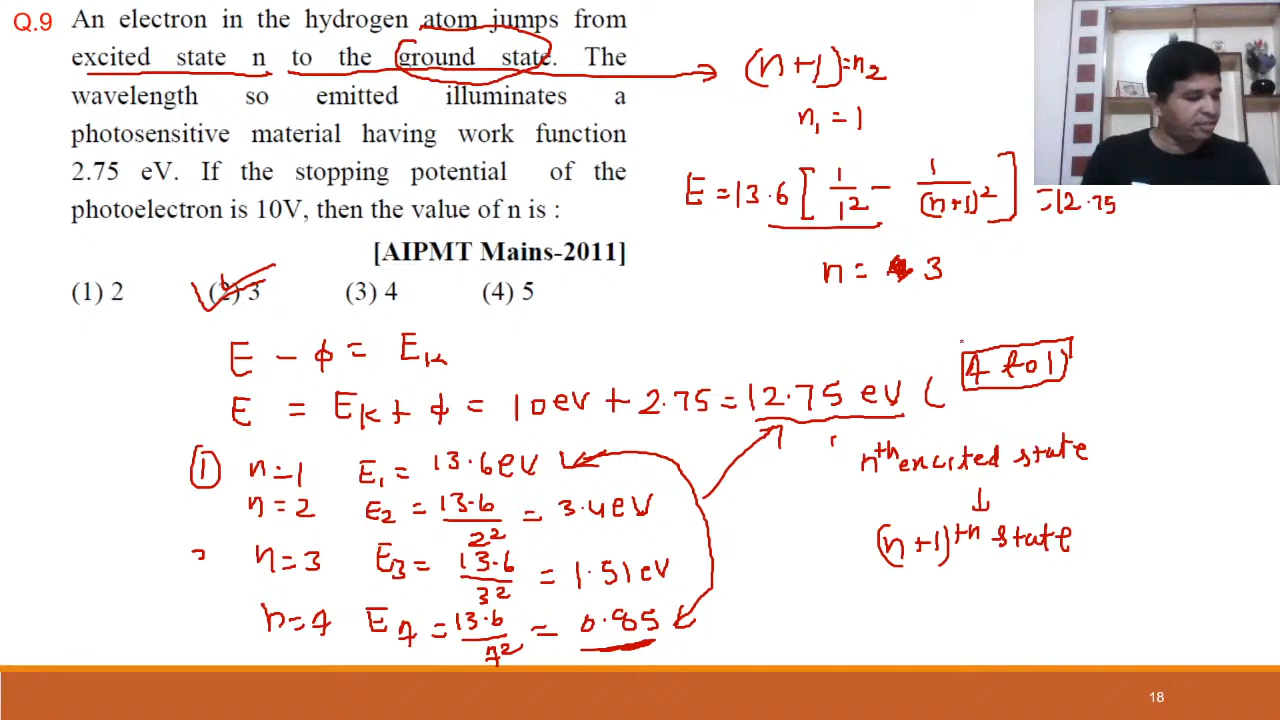 Q.9 An electron in the hydrogen atom jumps from
excited state n to the ground state. The
wavelength so emitted illuminates a
photosensitive material having work function
2.75 eV. If the stopping potential of the
photoelectron is 10V, then the value of n is :
[AIPMT Mains-2011]
(1) 2 (2) 3 (3) 4 (4) 5
(n+1)=n₂
n₁ = 1
E = 13.6 [ 1/1² - 1/(n+1)² ] = 12.75
n = 3
E - ϕ = Eₖ
E = Eₖ + ϕ = 10eV + 2.75 = 12.75 eV ( 4 to 1
① n=1 E₁ = 13.6eV
n=2 E₂ = 13.6/2² = 3.4eV
n=3 E₃ = 13.6/3² = 1.51eV
n=4 E₄ = 13.6/4² = 0.85
nᵗʰ excited state
↓
(n+1)ᵗʰ state
18